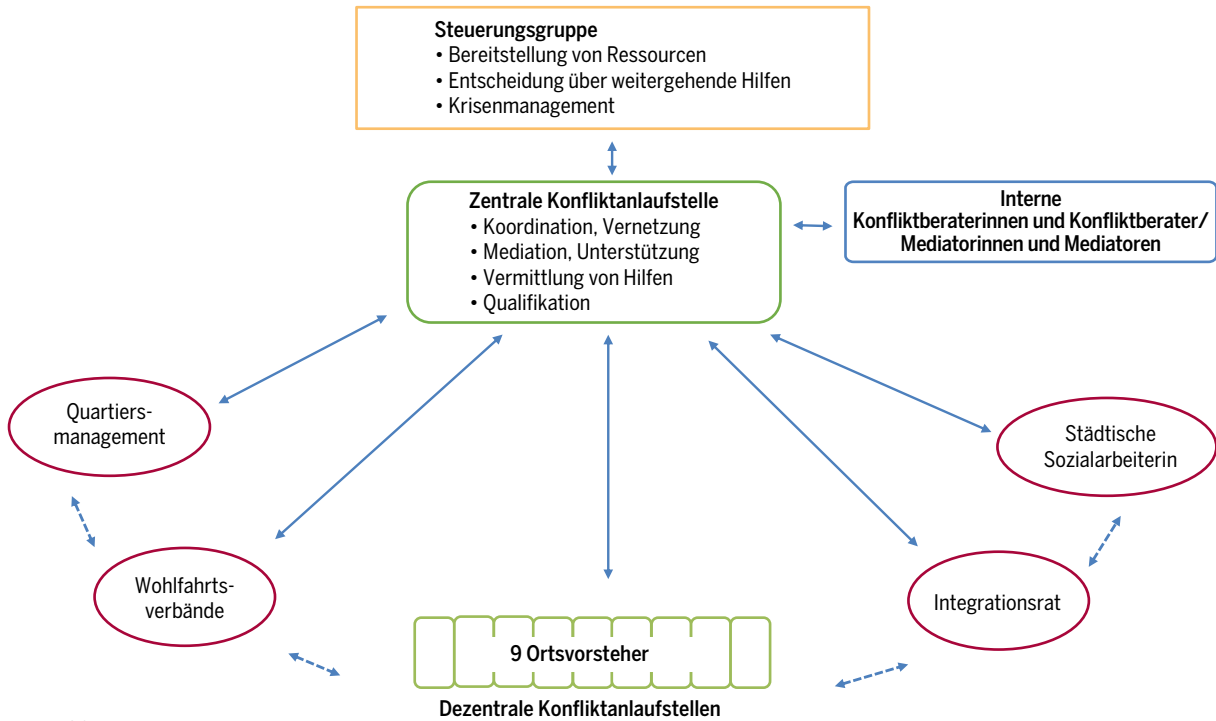 Steuerungsgruppe
• Bereitstellung von Ressourcen
• Entscheidung über weitergehende Hilfen
• Krisenmanagement
Zentrale Konfliktanlaufstelle
• Koordination, Vernetzung
• Mediation, Unterstützung
• Vermittlung von Hilfen
• Qualifikation
Interne
Konfliktberaterinnen und Konfliktberater/
Mediatorinnen und Mediatoren
Quartiers-
management
Städtische
Sozialarbeiterin
Wohlfahrts-
verbände
Integrationsrat
9 Ortsvorsteher
Dezentrale Konfliktanlaufstellen